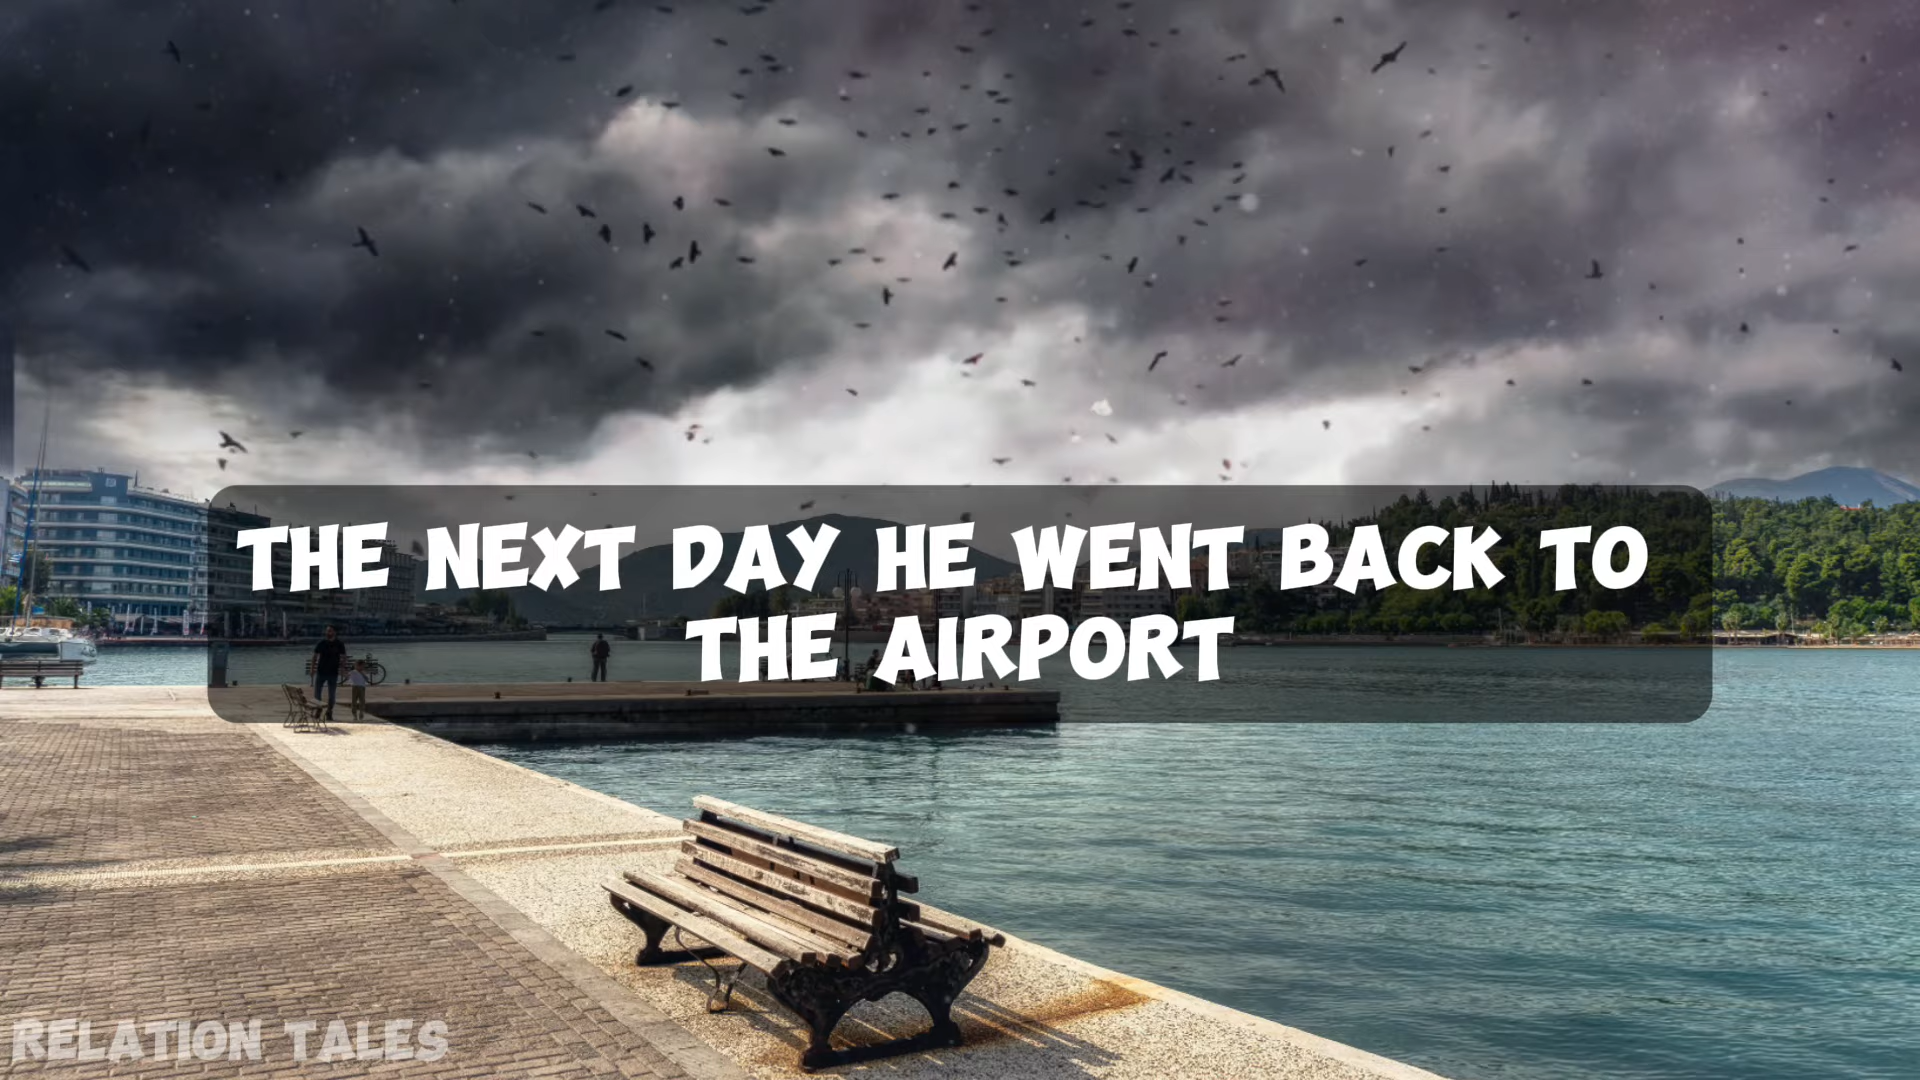 THE NEXT DAY HE WENT BACK TO
THE AIRPORT
RELATION TALES